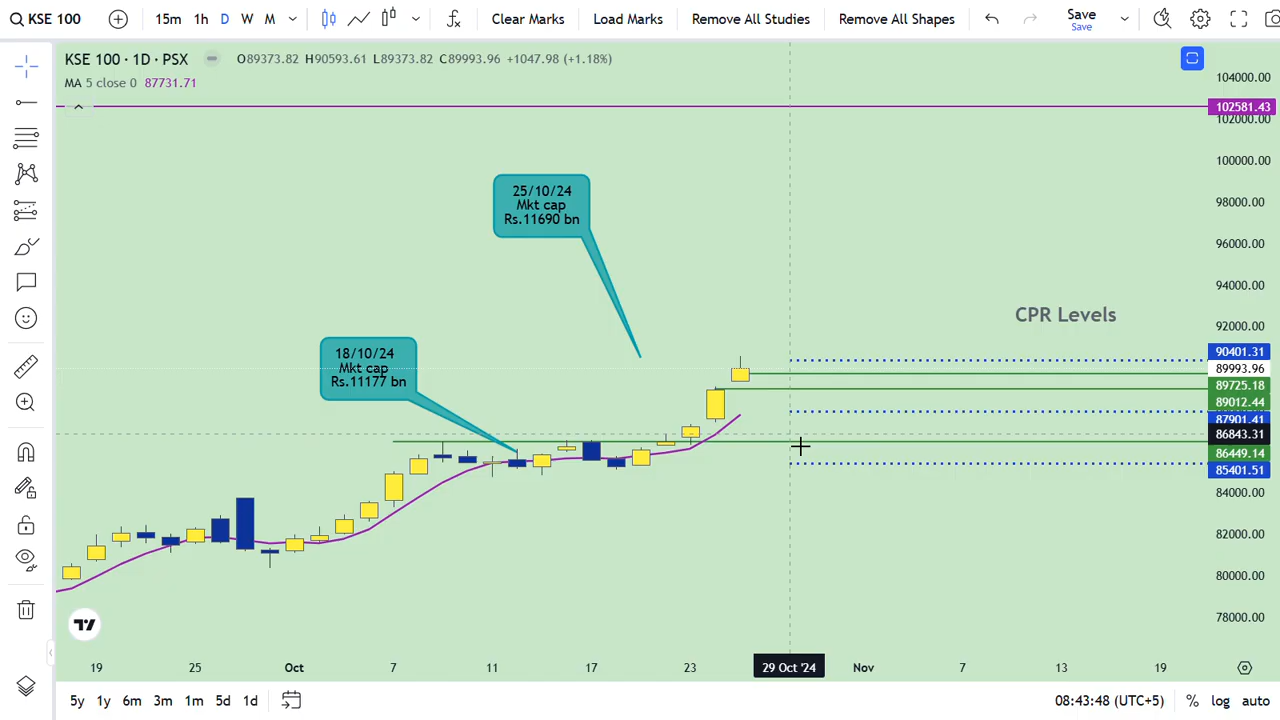 KSE 100
15m 1h D W M
Clear Marks
Load Marks
Remove All Studies
Remove All Shapes
Save
Save
KSE 100 · 1D · PSX O89373.82 H90593.61 L89373.82 C89993.96 +1047.98 (+1.18%)
MA 5 close 0 87731.71
25/10/24
Mkt cap
Rs.11690 bn
18/10/24
Mkt cap
Rs.11177 bn
CPR Levels
104000.00
102581.43
102000.00
100000.00
98000.00
96000.00
94000.00
92000.00
90401.31
89993.96
89725.18
89012.44
87901.41
86843.31
86449.14
85401.51
84000.00
82000.00
80000.00
78000.00
19 25 Oct 7 11 17 23 29 Oct '24 Nov 7 13 19
5y 1y 6m 3m 1m 5d 1d
08:43:48 (UTC+5) % log auto